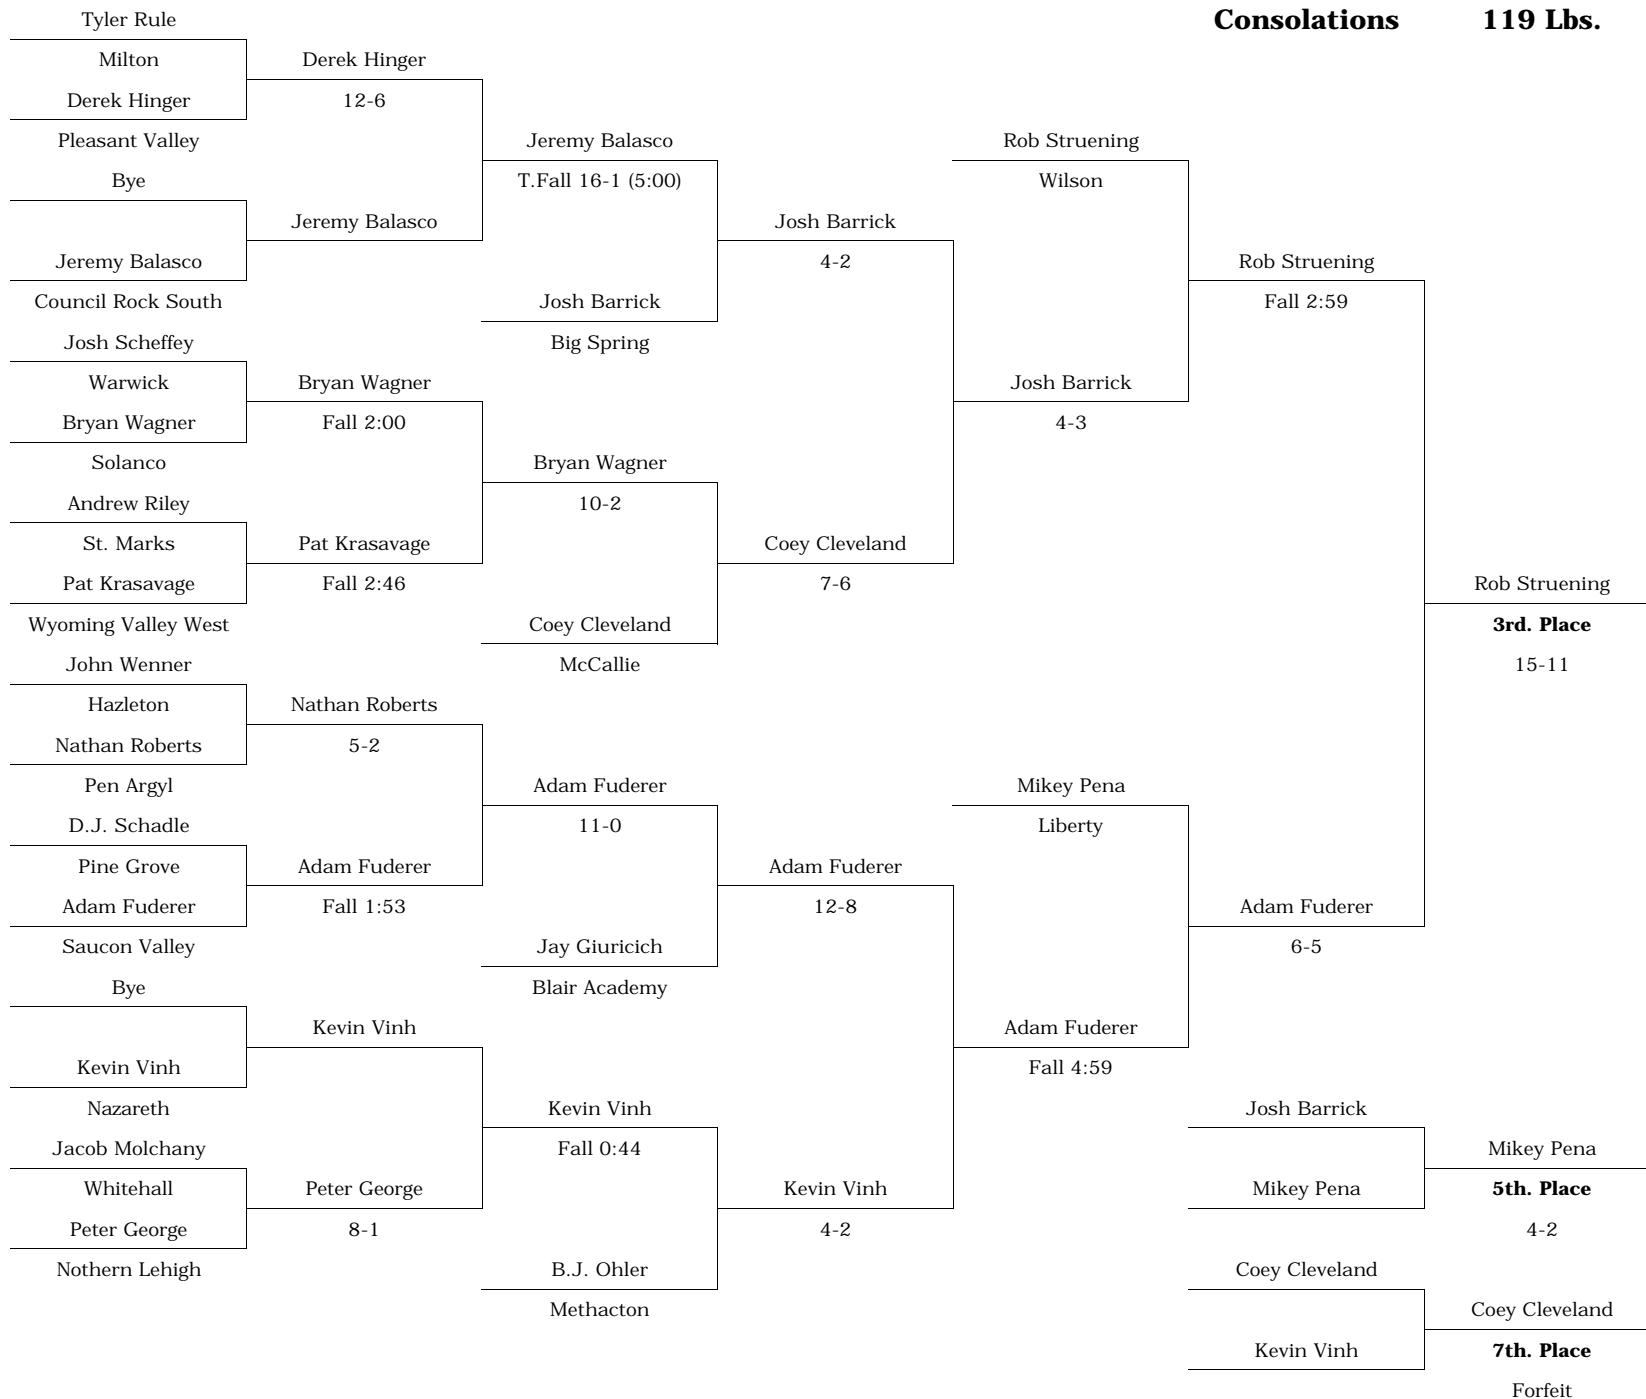 Consolations 119 Lbs.
Tyler Rule
Milton
Derek Hinger
Pleasant Valley
Bye
Jeremy Balasco
Council Rock South
Josh Scheffey
Warwick
Bryan Wagner
Solanco
Andrew Riley
St. Marks
Pat Krasavage
Wyoming Valley West
John Wenner
Hazleton
Nathan Roberts
Pen Argyl
D.J. Schadle
Pine Grove
Adam Fuderer
Saucon Valley
Bye
Kevin Vinh
Nazareth
Jacob Molchany
Whitehall
Peter George
Nothern Lehigh
Derek Hinger
12-6
Jeremy Balasco
Bryan Wagner
Fall 2:00
Pat Krasavage
Fall 2:46
Nathan Roberts
5-2
Adam Fuderer
Fall 1:53
Kevin Vinh
Peter George
8-1
Jeremy Balasco
T.Fall 16-1 (5:00)
Josh Barrick
Big Spring
Bryan Wagner
10-2
Coey Cleveland
McCallie
Adam Fuderer
11-0
Jay Giuricich
Blair Academy
Kevin Vinh
Fall 0:44
B.J. Ohler
Methacton
Josh Barrick
4-2
Coey Cleveland
7-6
Adam Fuderer
12-8
Kevin Vinh
4-2
Rob Struening
Wilson
Josh Barrick
4-3
Mikey Pena
Liberty
Adam Fuderer
Fall 4:59
Rob Struening
Fall 2:59
Adam Fuderer
6-5
Rob Struening
3rd. Place
15-11
Josh Barrick
Mikey Pena
Mikey Pena
5th. Place
4-2
Coey Cleveland
Kevin Vinh
Coey Cleveland
7th. Place
Forfeit